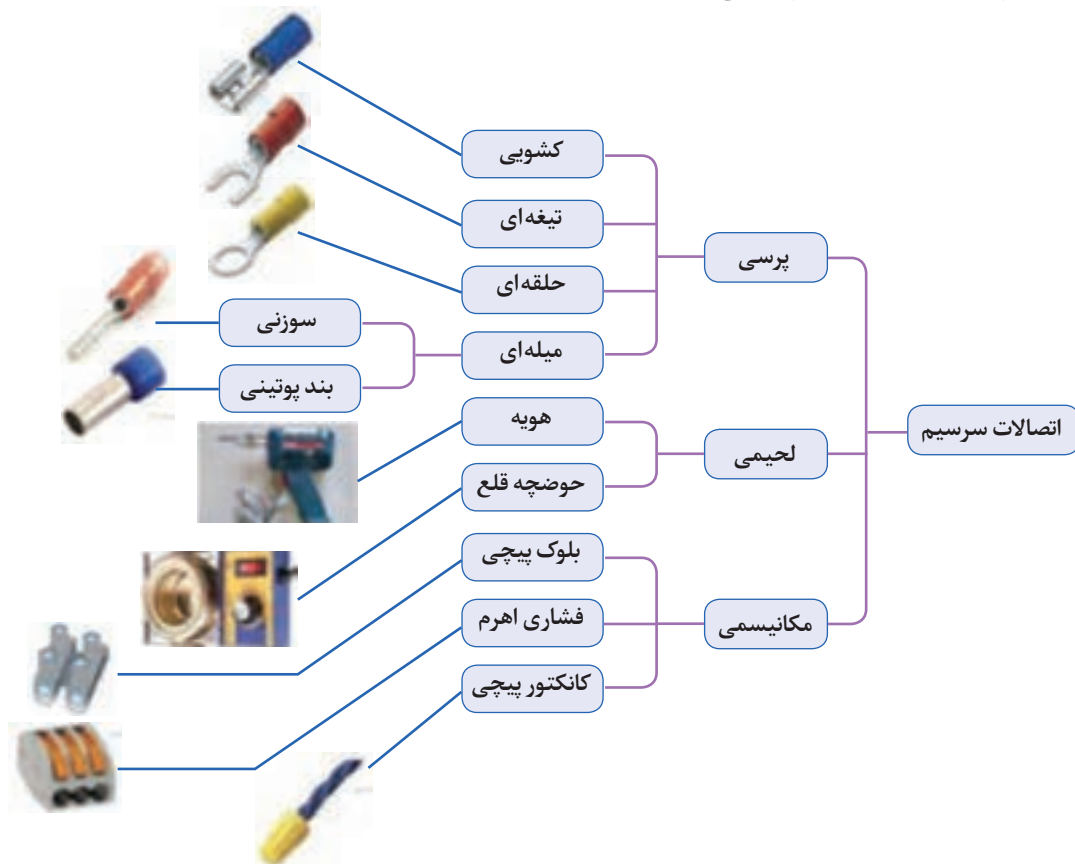 اتصالات سرسیم
پرسی
کشویی
تیغه‌ای
حلقه‌ای
میله‌ای
سوزنی
بند پوتینی
لحیمی
هویه
حوضچه قلع
مکانیسمی
بلوک پیچی
فشاری اهرم
کانکتور پیچی